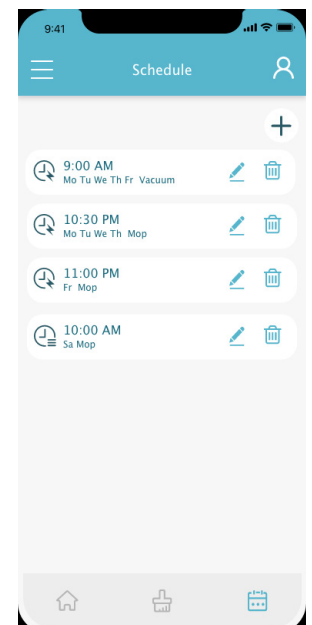 9:41
Schedule
9:00 AM
Mo Tu We Th Fr Vacuum
10:30 PM
Mo Tu We Th Mop
11:00 PM
Fr Mop
10:00 AM
Sa Mop